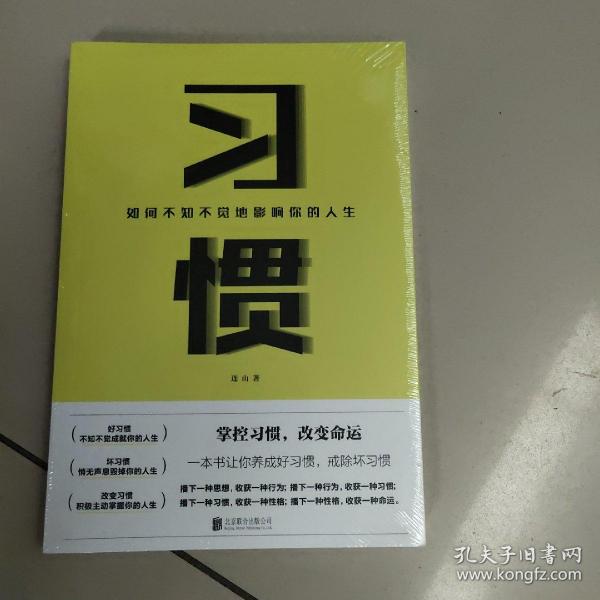 习
如何不知不觉地影响你的人生
惯
连山 著
好习惯
不知不觉成就你的人生
坏习惯
悄无声息毁掉你的人生
改变习惯
积极主动掌握你的人生
掌控习惯，改变命运
一本书让你养成好习惯，戒除坏习惯
播下一种思想，收获一种行为；播下一种行为，收获一种习惯；
播下一种习惯，收获一种性格；播下一种性格，收获一种命运。
北京联合出版公司
Beijing United Publishing Co.,Ltd.
孔夫子旧书网
www.kongfz.com